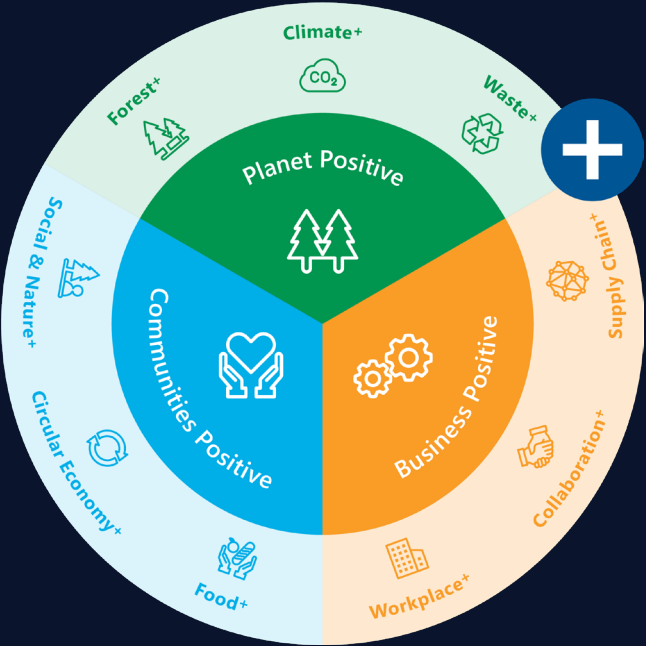 Climate⁺
Forest⁺
Waste⁺
CO₂
Planet Positive
Social & Nature⁺
Supply Chain⁺
Communities Positive
Business Positive
Circular Economy⁺
Collaboration⁺
Food⁺
Workplace⁺